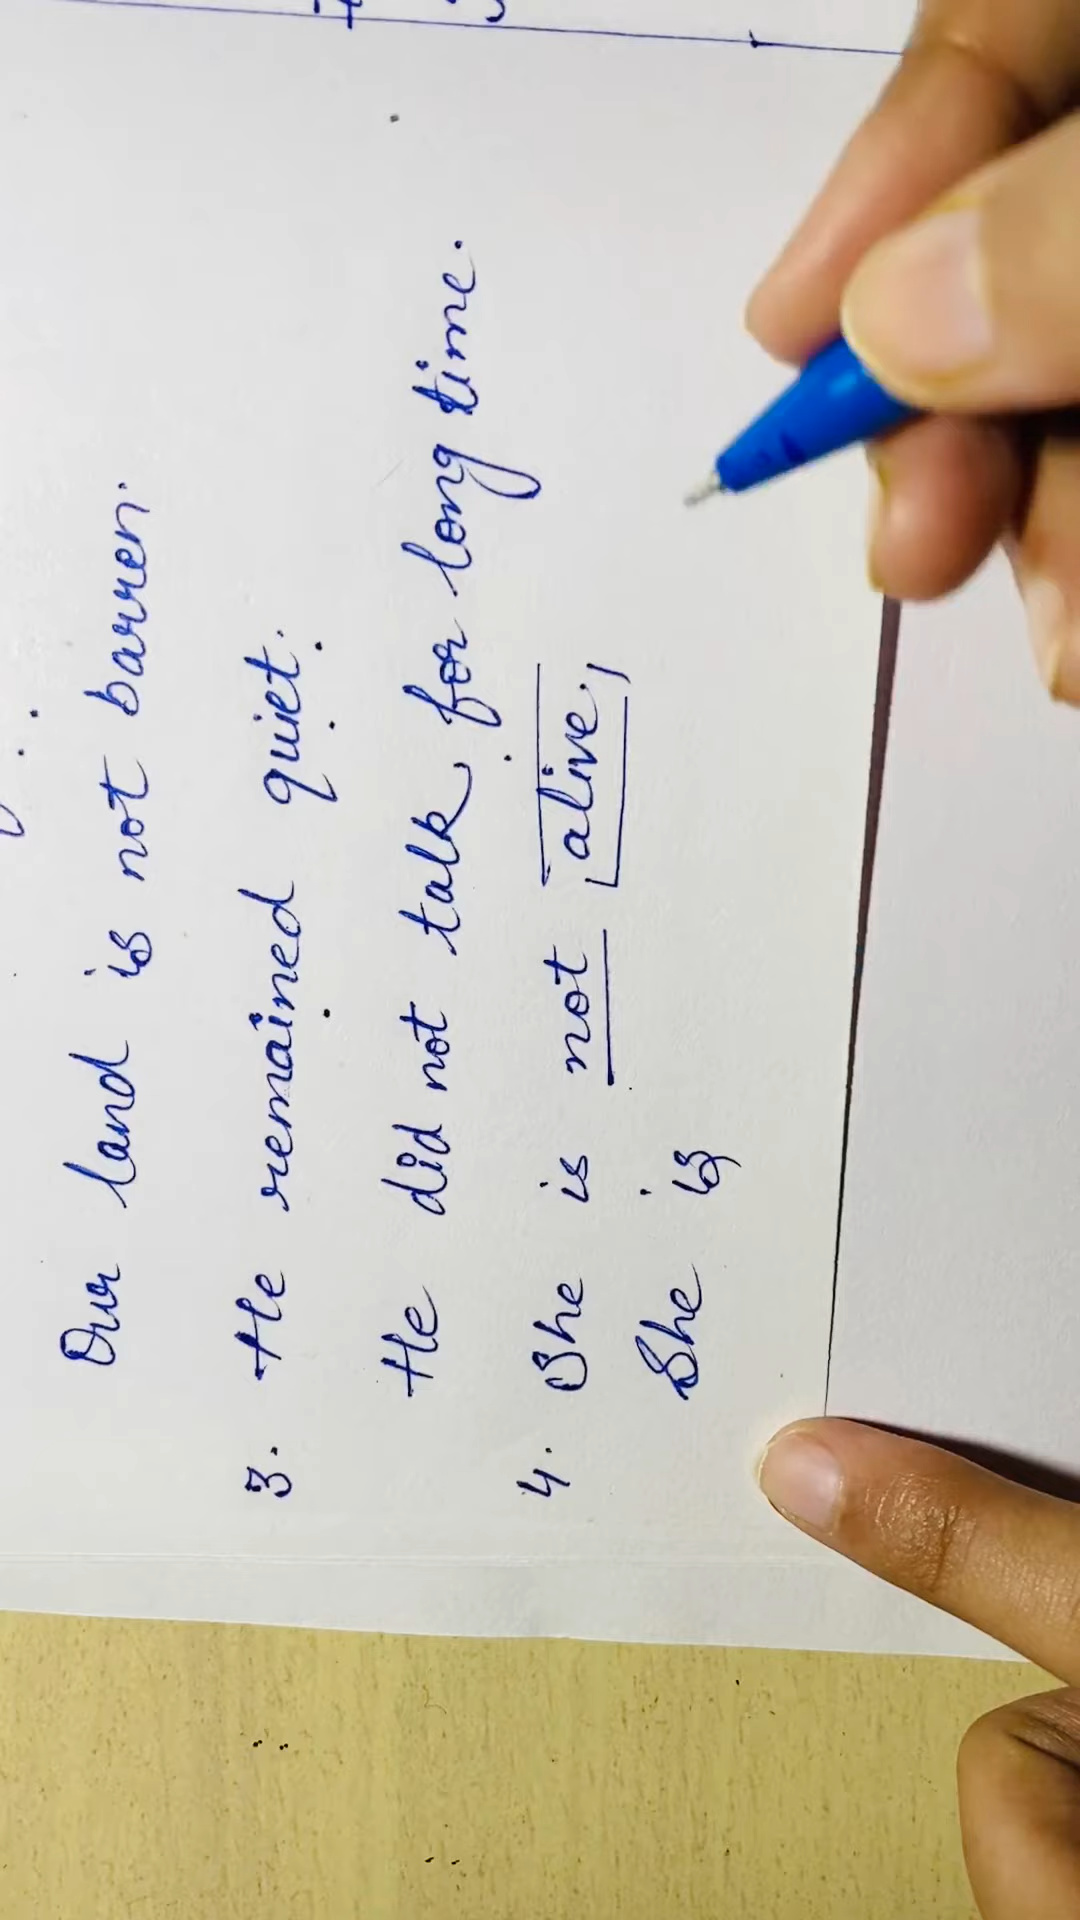 Our land is not barren.
3. He remained quiet.
He did not talk for long time.
4. She is not alive.
She is